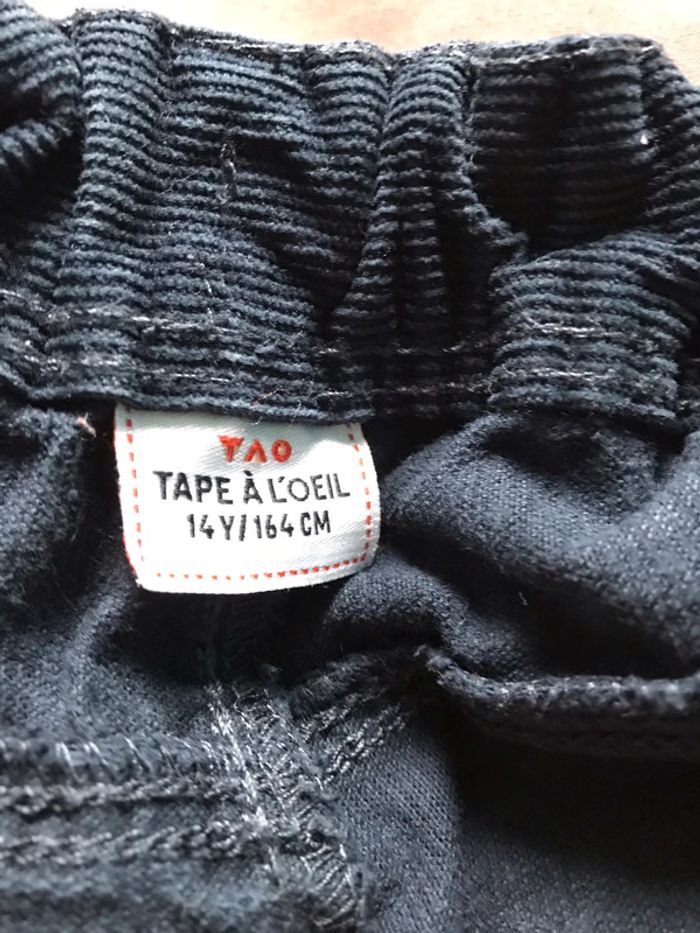 TAO
TAPE À L'OEIL
14Y/164 CM